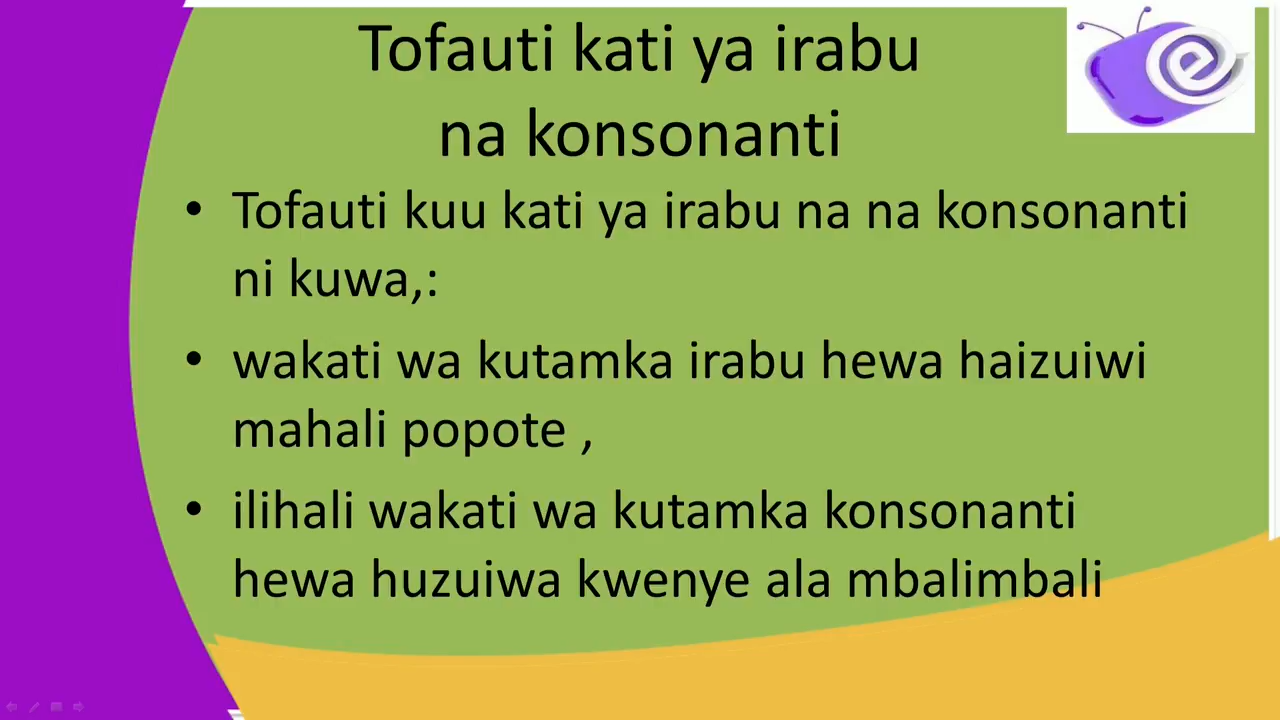 Tofauti kati ya irabu
na konsonanti
• Tofauti kuu kati ya irabu na na konsonanti
ni kuwa,:
• wakati wa kutamka irabu hewa haizuiwi
mahali popote ,
• ilihali wakati wa kutamka konsonanti
hewa huzuiwa kwenye ala mbalimbali